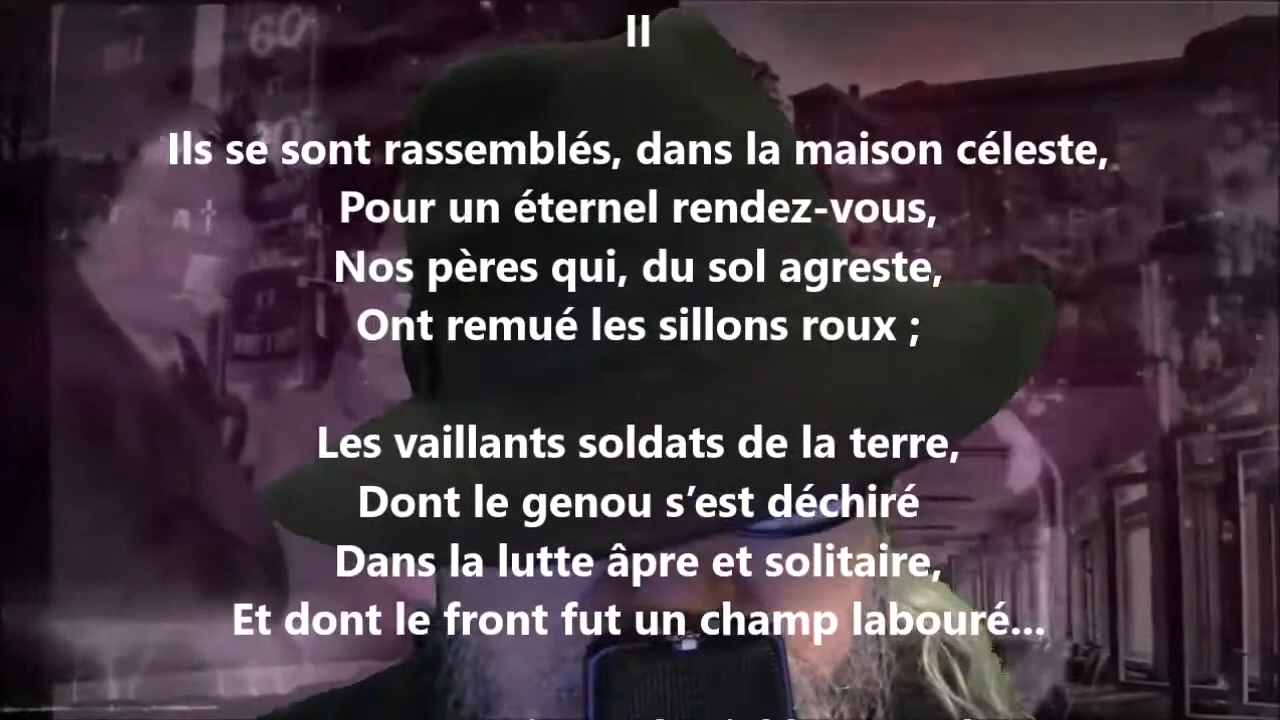 60
II
Ils se sont rassemblés, dans la maison céleste,
Pour un éternel rendez-vous,
Nos pères qui, du sol agreste,
Ont remué les sillons roux ;
Les vaillants soldats de la terre,
Dont le genou s’est déchiré
Dans la lutte âpre et solitaire,
Et dont le front fut un champ labouré...